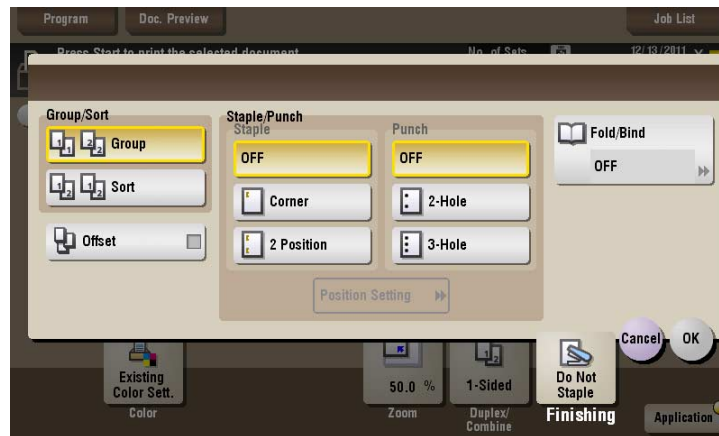 Program
Doc. Preview
Job List
Press Start to print the selected document
No. of Sets
12/13/2011
Group/Sort
Group
Sort
Offset
Staple/Punch
Staple
OFF
Corner
2 Position
Punch
OFF
2-Hole
3-Hole
Position Setting
Fold/Bind
OFF
Cancel
OK
Existing
Color Sett.
Color
50.0 %
Zoom
1-Sided
Duplex/
Combine
Do Not
Staple
Finishing
Application